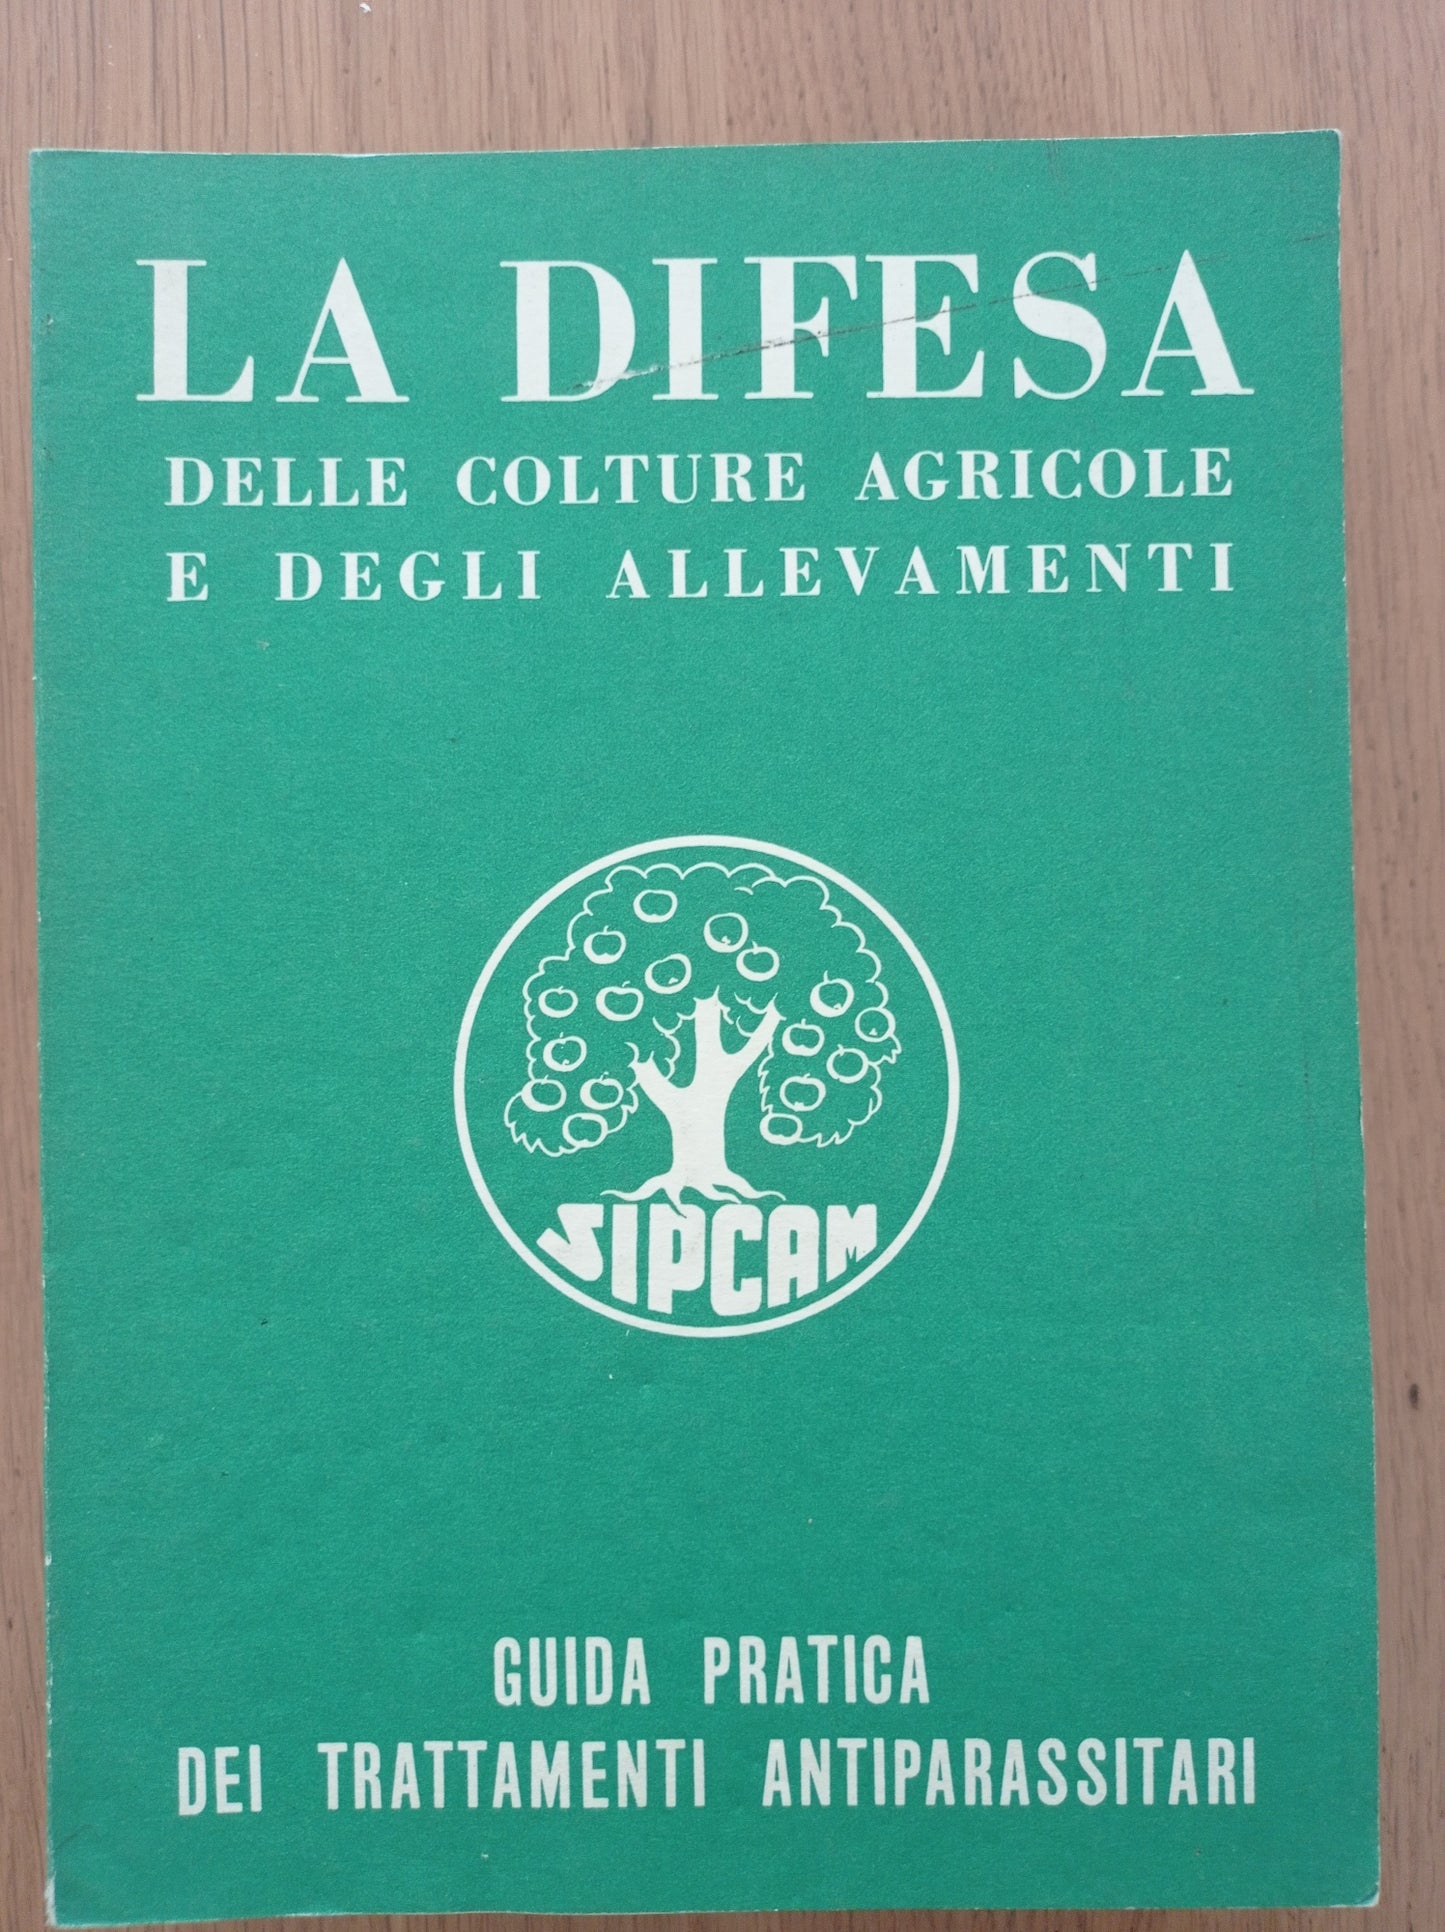 LA DIFESA
DELLE COLTURE AGRICOLE
E DEGLI ALLEVAMENTI
SIPCAM
GUIDA PRATICA
DEI TRATTAMENTI ANTIPARASSITARI